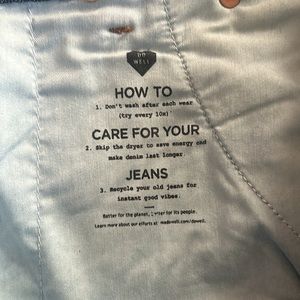 DO
WELL
HOW TO
1. Don't wash after each wear
(try every 10x!
CARE FOR YOUR
2. Skip the dryer to save energy and
make denim last longer.
JEANS
3. Recycle your old jeans for
instant good vibes.
Better for the planet, better for its people.
Learn more about our efforts at madewell.com/dowell.